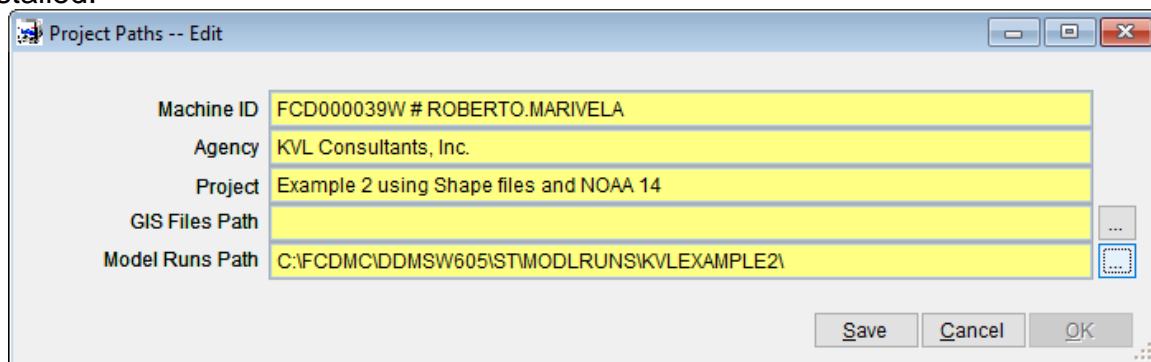 Project Paths -- Edit
Machine ID FCD000039W # ROBERTO.MARIVELA
Agency KVL Consultants, Inc.
Project Example 2 using Shape files and NOAA 14
GIS Files Path ...
Model Runs Path C:\FCDMC\DDMSW605\ST\MODLRUNS\KVLEXAMPLE2\ ...
Save Cancel OK